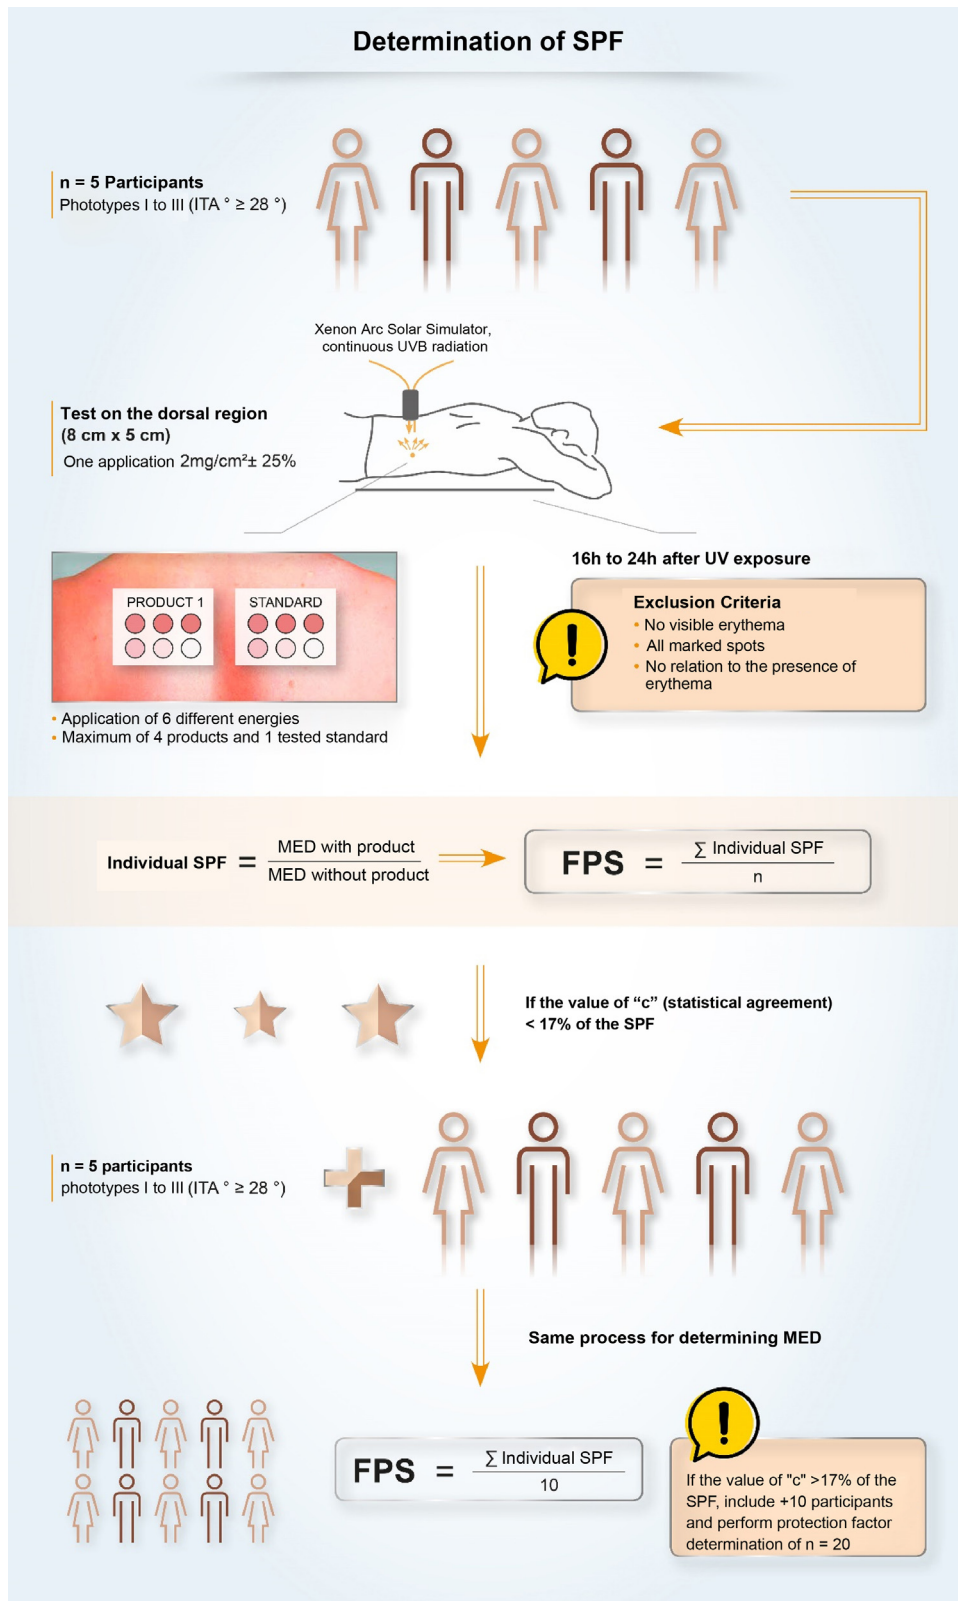 Determination of SPF
n = 5 Participants
Phototypes I to III (ITA ° ≥ 28 °)
Xenon Arc Solar Simulator,
continuous UVB radiation
Test on the dorsal region
(8 cm x 5 cm)
One application 2mg/cm²± 25%
PRODUCT 1
STANDARD
• Application of 6 different energies
• Maximum of 4 products and 1 tested standard
16h to 24h after UV exposure
Exclusion Criteria
• No visible erythema
• All marked spots
• No relation to the presence of
erythema
Individual SPF = MED with product
MED without product
FPS = ∑ Individual SPF
n
If the value of “c” (statistical agreement)
< 17% of the SPF
n = 5 participants
phototypes I to III (ITA ° ≥ 28 °)
Same process for determining MED
FPS = ∑ Individual SPF
10
If the value of "c" >17% of the
SPF, include +10 participants
and perform protection factor
determination of n = 20